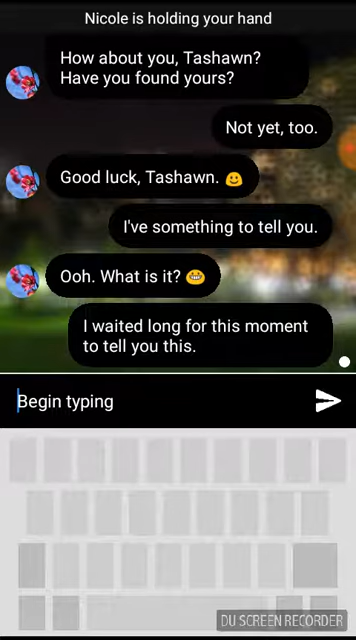 Nicole is holding your hand
How about you, Tashawn?
Have you found yours?
Not yet, too.
Good luck, Tashawn. 🙂
I've something to tell you.
Ooh. What is it? 😁
I waited long for this moment
to tell you this.
Begin typing
DU SCREEN RECORDER